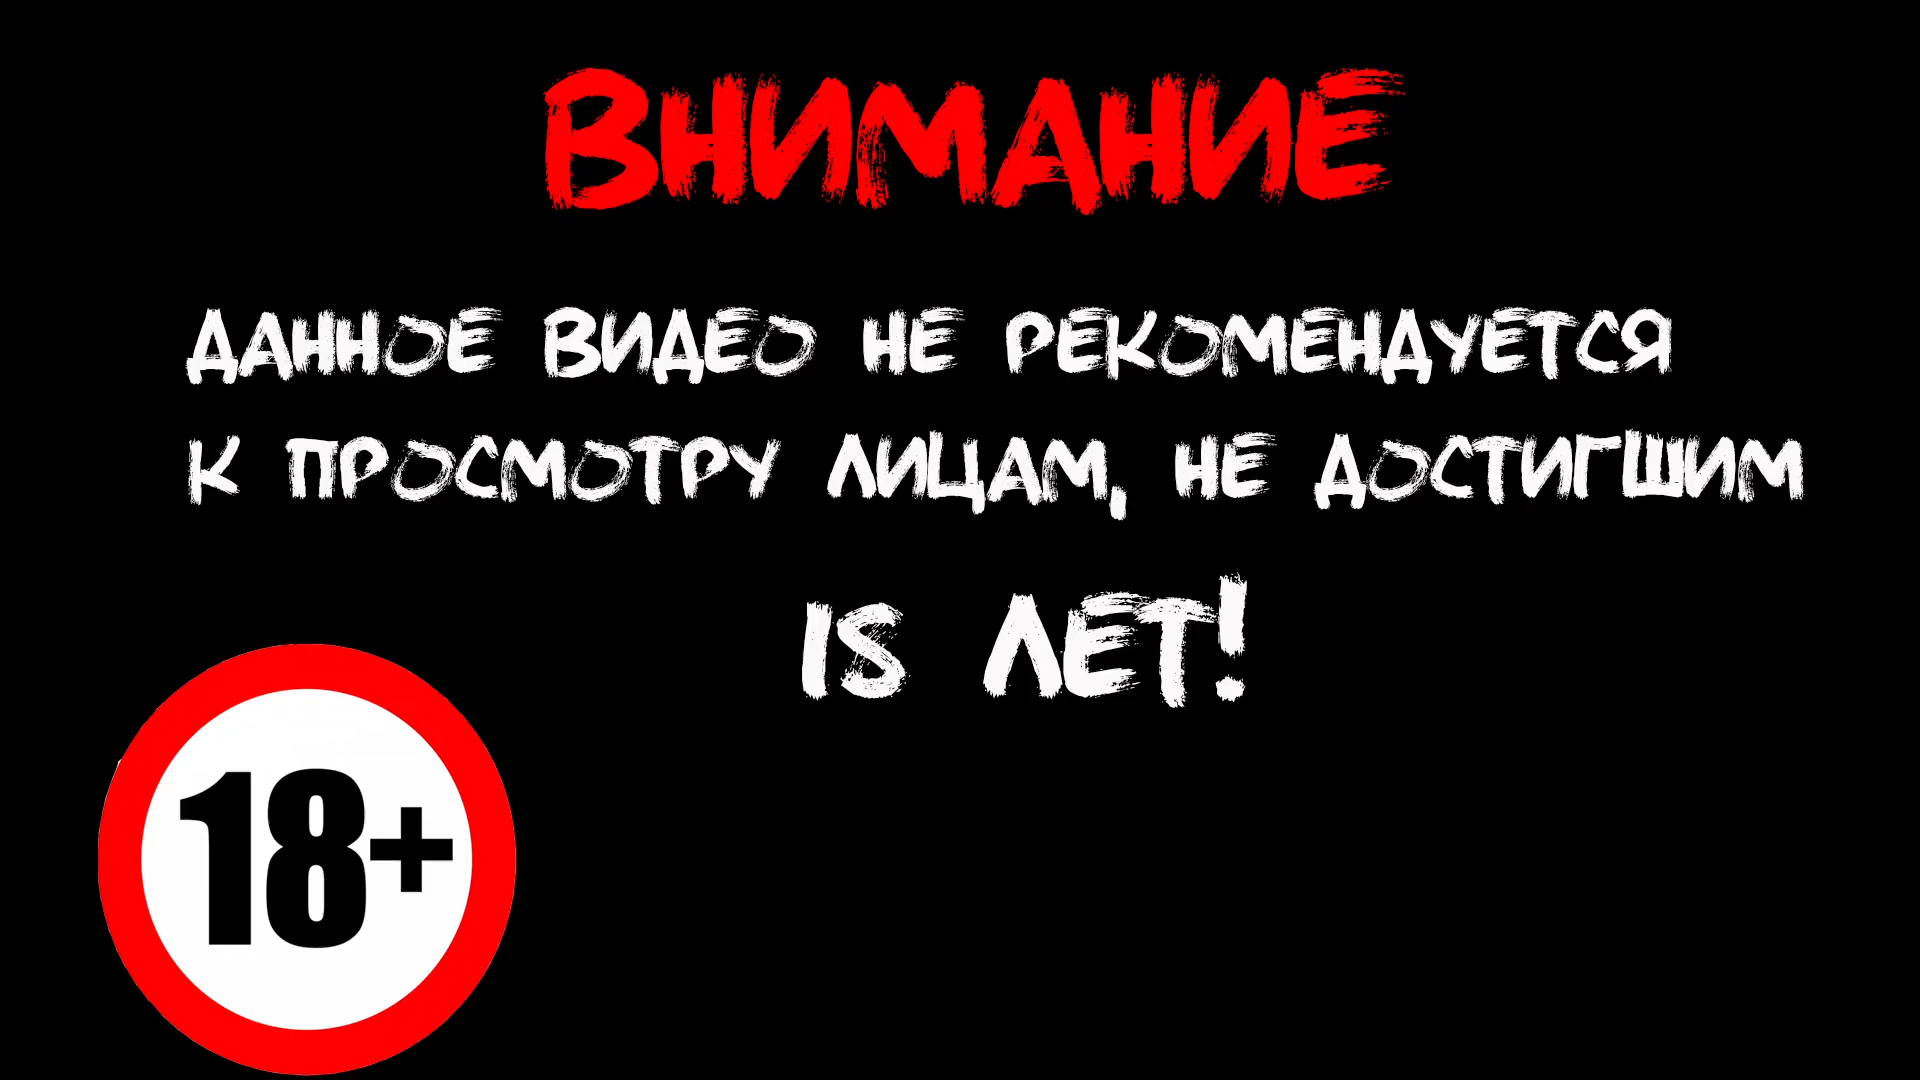 ВНИМАНИЕ
ДАННОЕ ВИДЕО НЕ РЕКОМЕНДУЕТСЯ
К ПРОСМОТРУ ЛИЦАМ, НЕ ДОСТИГШИМ
18 ЛЕТ!
18+